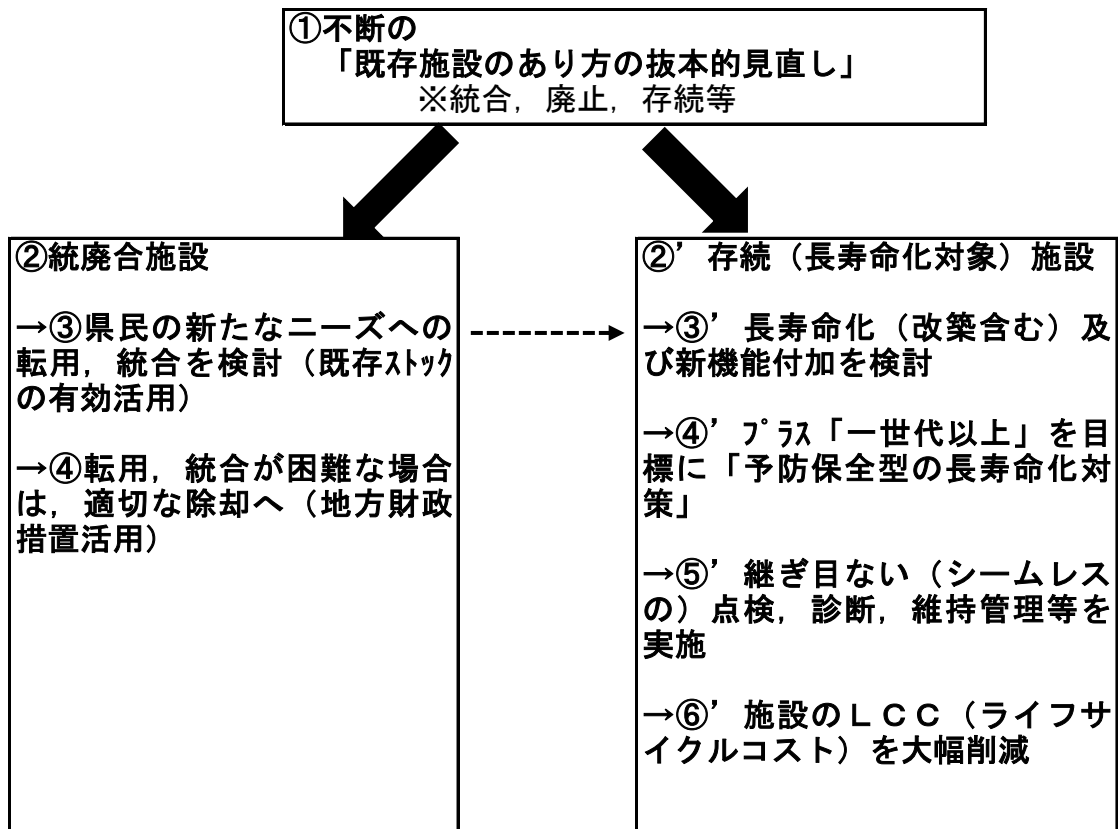 ①不断の
「既存施設のあり方の抜本的見直し」
※統合，廃止，存続等
②統廃合施設
→③県民の新たなニーズへの
転用，統合を検討（既存ｽﾄｯｸ
の有効活用）
→④転用，統合が困難な場合
は，適切な除却へ（地方財政
措置活用）
②’存続（長寿命化対象）施設
→③’長寿命化（改築含む）及
び新機能付加を検討
→④’ﾌﾟﾗｽ「一世代以上」を目
標に「予防保全型の長寿命化対
策」
→⑤’継ぎ目ない（シームレス
の）点検，診断，維持管理等を
実施
→⑥’施設のＬＣＣ（ライフサ
イクルコスト）を大幅削減